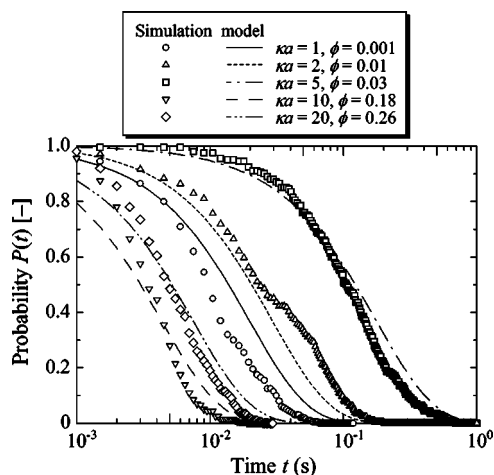 Simulation model
κa = 1, ϕ = 0.001
κa = 2, ϕ = 0.01
κa = 5, ϕ = 0.03
κa = 10, ϕ = 0.18
κa = 20, ϕ = 0.26
Probability P(t) [–]
1.0
0.8
0.6
0.4
0.2
0
10⁻³ 10⁻² 10⁻¹ 10⁰
Time t (s)